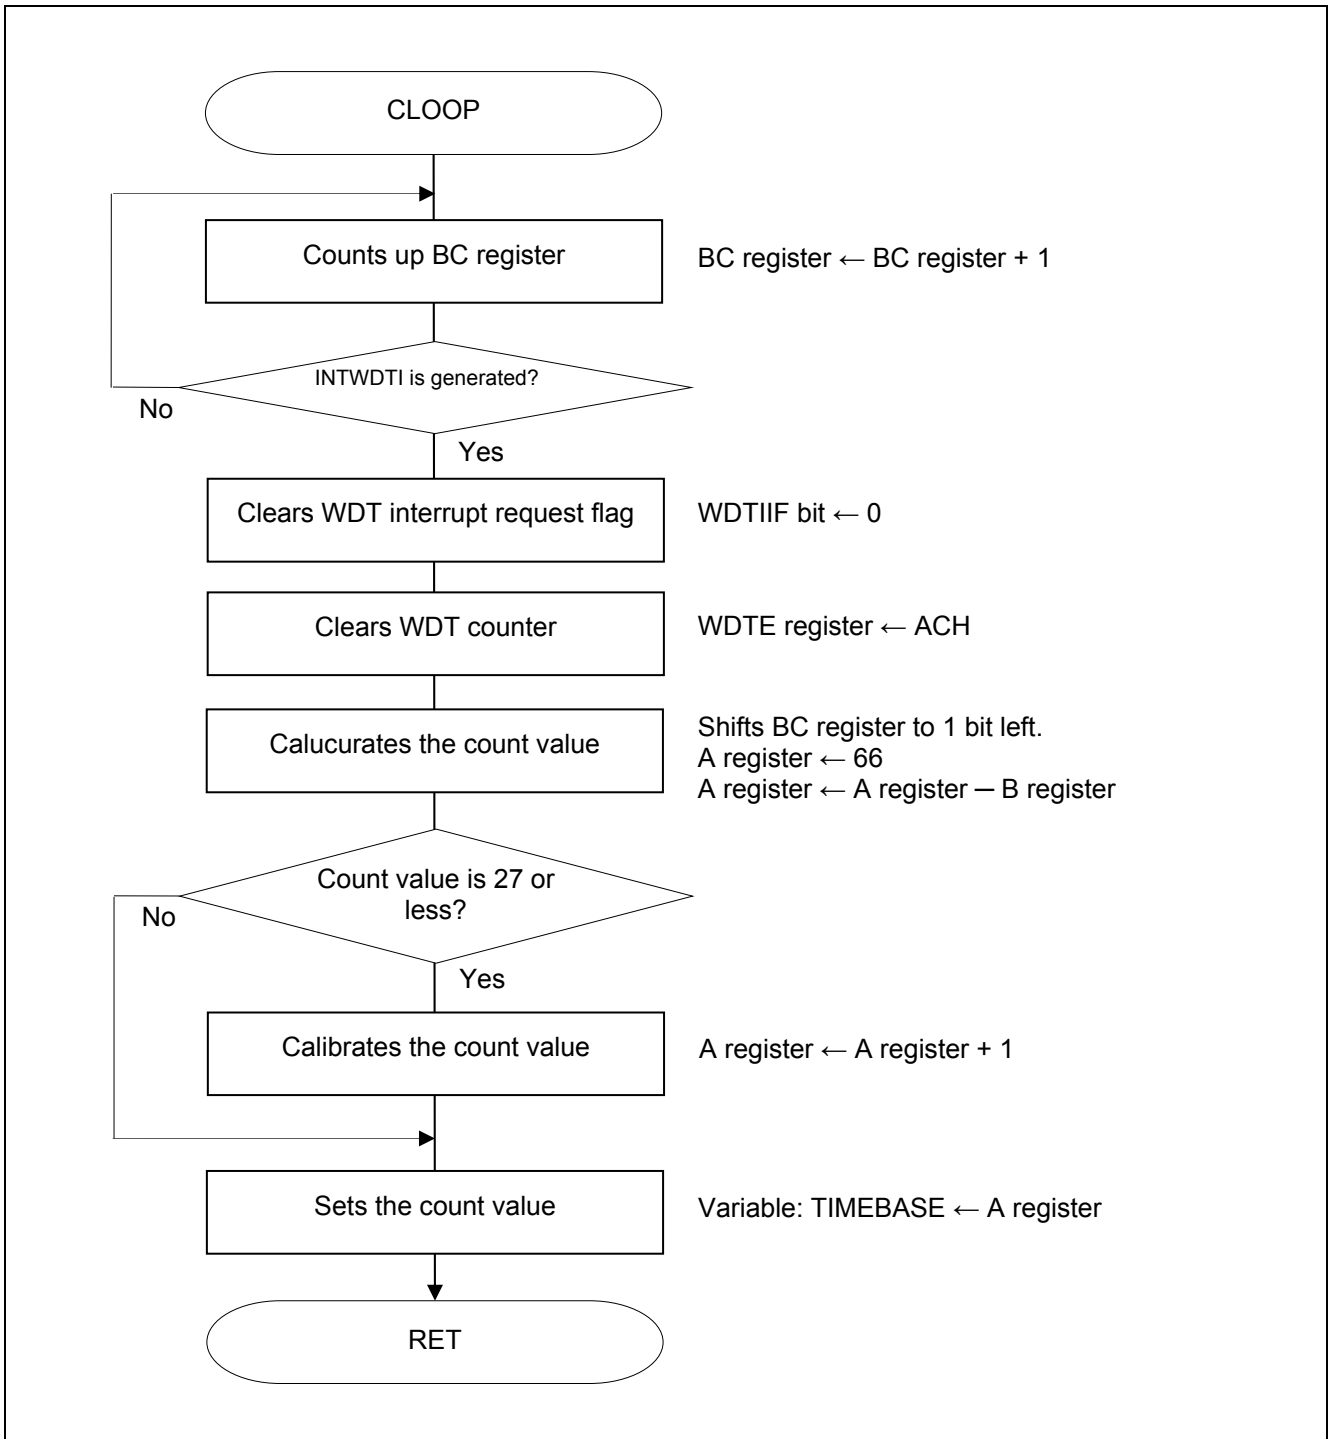 CLOOP
Counts up BC register
BC register ← BC register + 1
INTWDTI is generated?
No
Yes
Clears WDT interrupt request flag
WDTIIF bit ← 0
Clears WDT counter
WDTE register ← ACH
Calucurates the count value
Shifts BC register to 1 bit left.
A register ← 66
A register ← A register ─ B register
Count value is 27 or
less?
No
Yes
Calibrates the count value
A register ← A register + 1
Sets the count value
Variable: TIMEBASE ← A register
RET